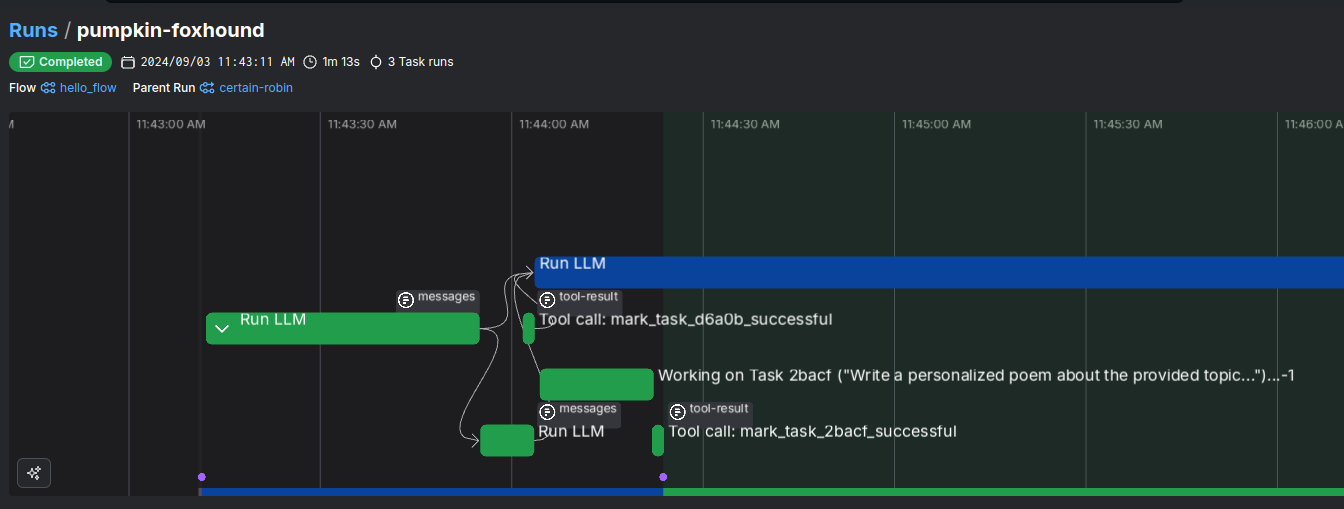 Runs / pumpkin-foxhound
Completed 2024/09/03 11:43:11 AM 1m 13s 3 Task runs
Flow hello_flow Parent Run certain-robin
M 11:43:00 AM 11:43:30 AM 11:44:00 AM 11:44:30 AM 11:45:00 AM 11:45:30 AM 11:46:00 A
Run LLM
messages tool-result
Run LLM Tool call: mark_task_d6a0b_successful
Working on Task 2bacf ("Write a personalized poem about the provided topic...")...-1
messages tool-result
Run LLM Tool call: mark_task_2bacf_successful